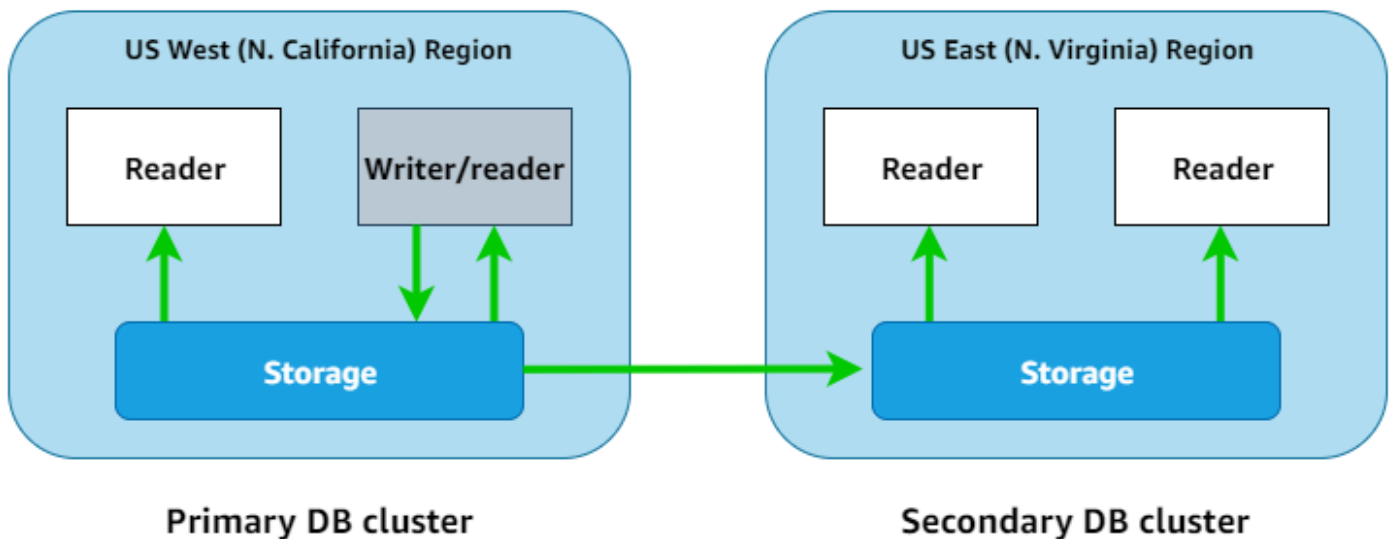 US West (N. California) Region
US East (N. Virginia) Region
Reader
Writer/reader
Reader
Reader
Storage
Storage
Primary DB cluster
Secondary DB cluster